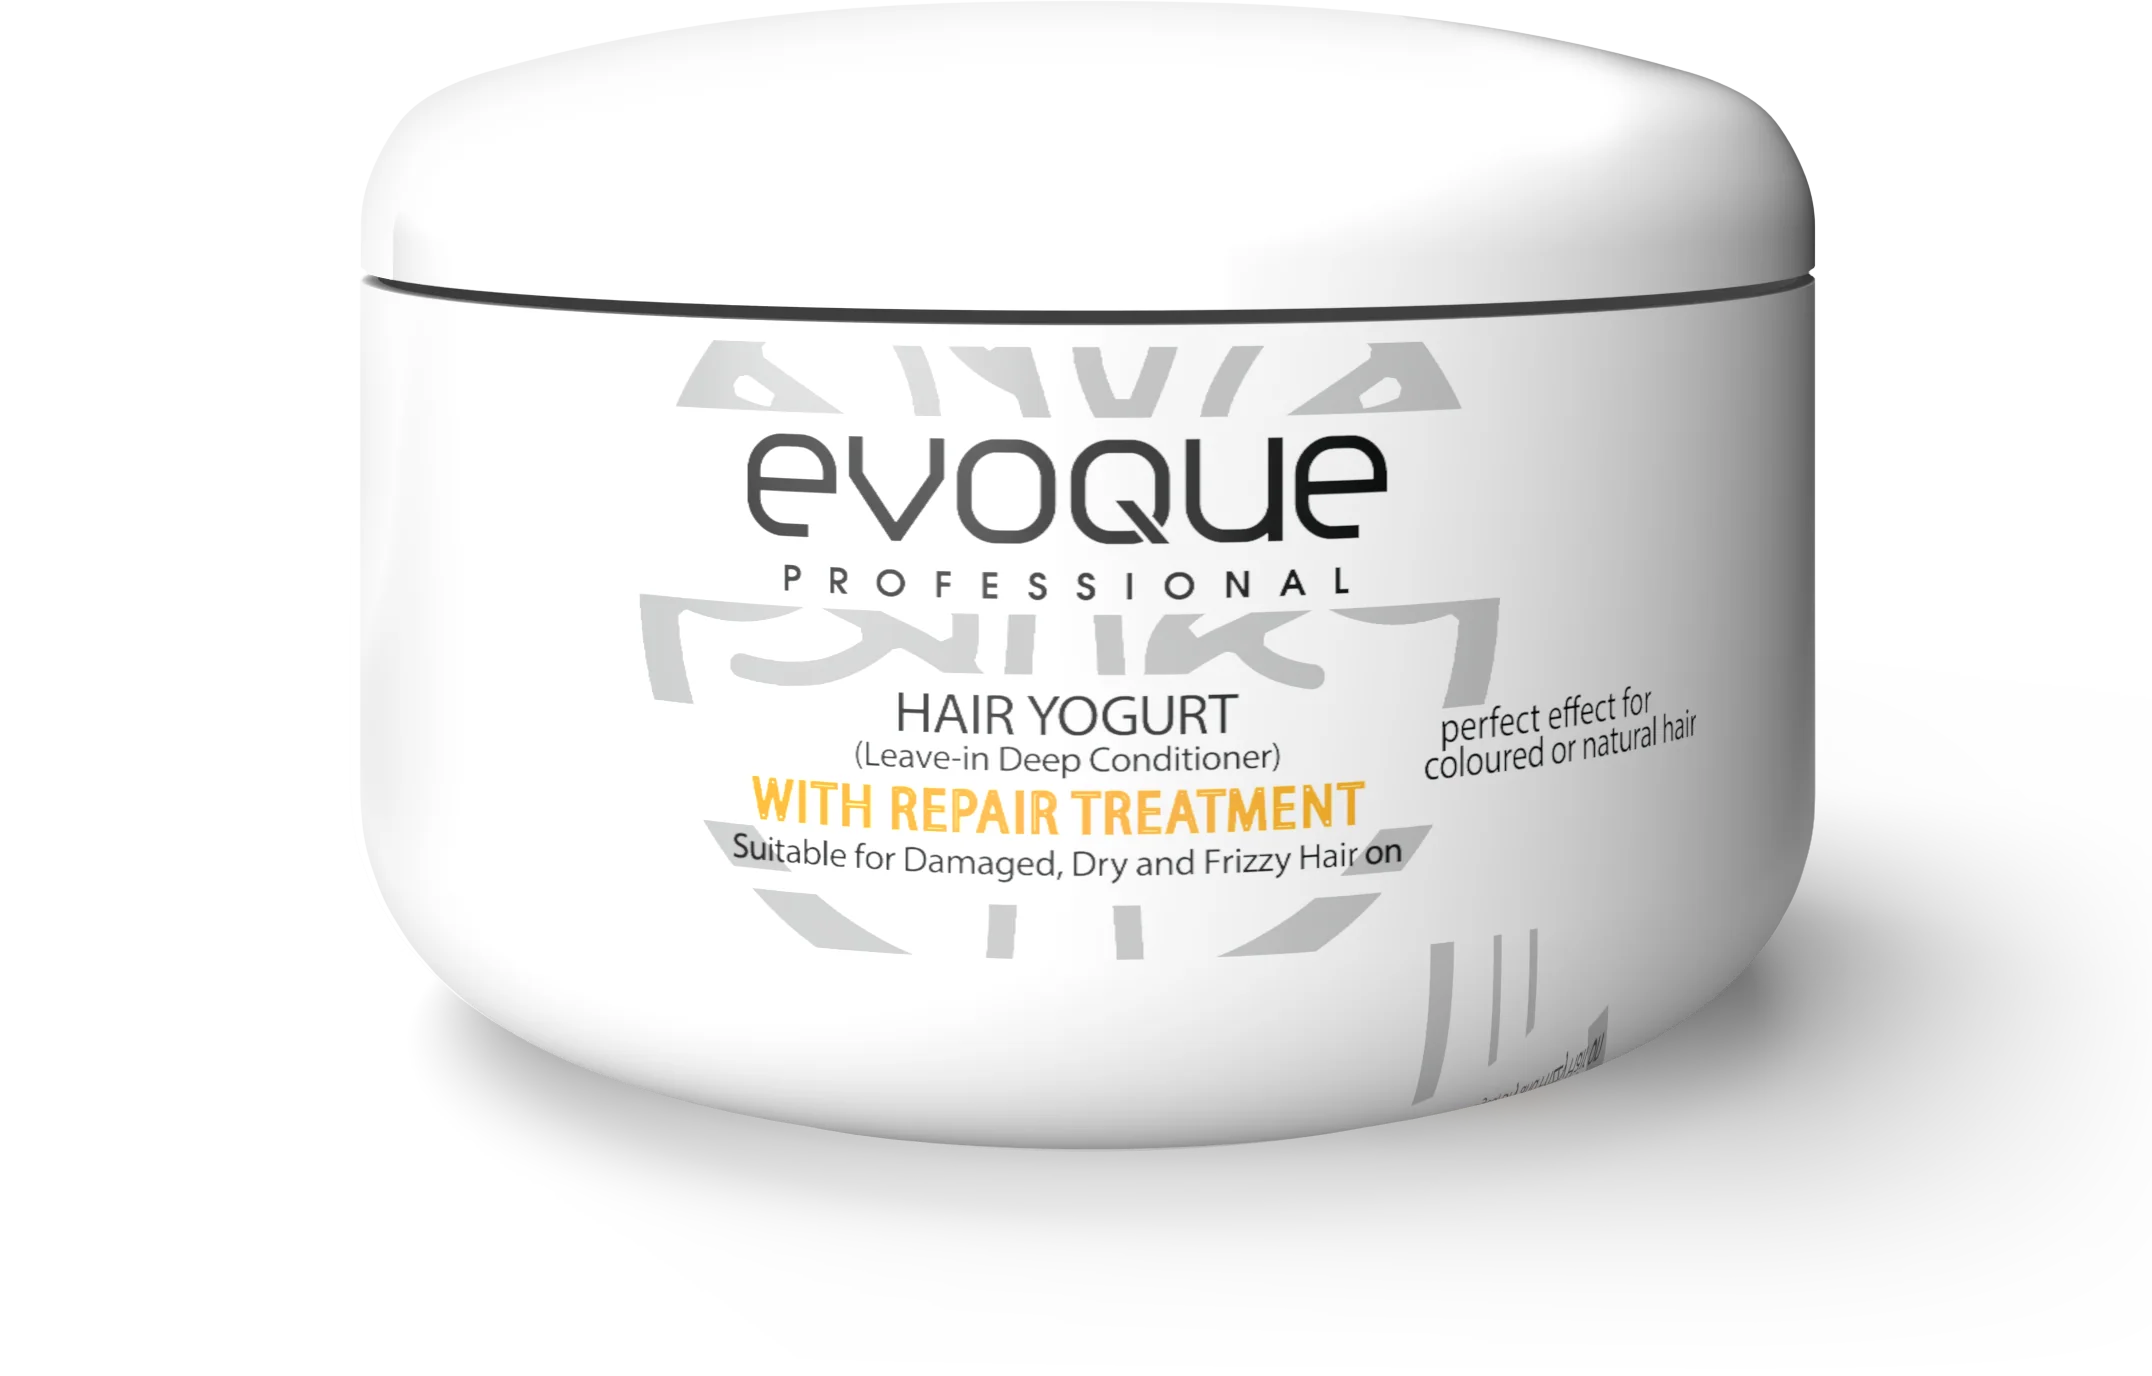 evoque
PROFESSIONAL
HAIR YOGURT
(Leave-in Deep Conditioner)
WITH REPAIR TREATMENT
Suitable for Damaged, Dry and Frizzy Hair on
perfect effect for
coloured or natural hair